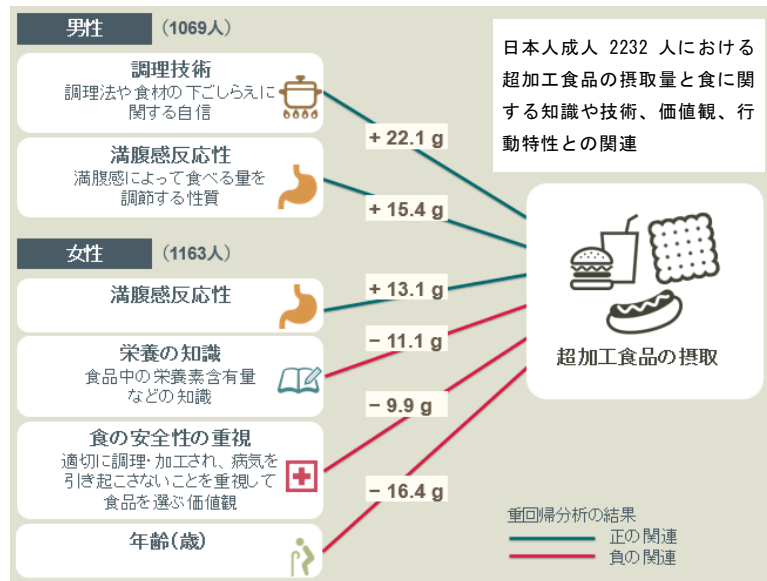 男性 (1069人)
調理技術
調理法や食材の下ごしらえに
関する自信
満腹感反応性
満腹感によって食べる量を
調節する性質
女性 (1163人)
満腹感反応性
栄養の知識
食品中の栄養素含有量
などの知識
食の安全性の重視
適切に調理・加工され、病気を
引き起こさないことを重視して
食品を選ぶ価値観
年齢(歳)
+ 22.1 g
+ 15.4 g
+ 13.1 g
− 11.1 g
− 9.9 g
− 16.4 g
日本人成人 2232 人における
超加工食品の摂取量と食に関
する知識や技術、価値観、行
動特性との関連
超加工食品の摂取
重回帰分析の結果
正の関連
負の関連